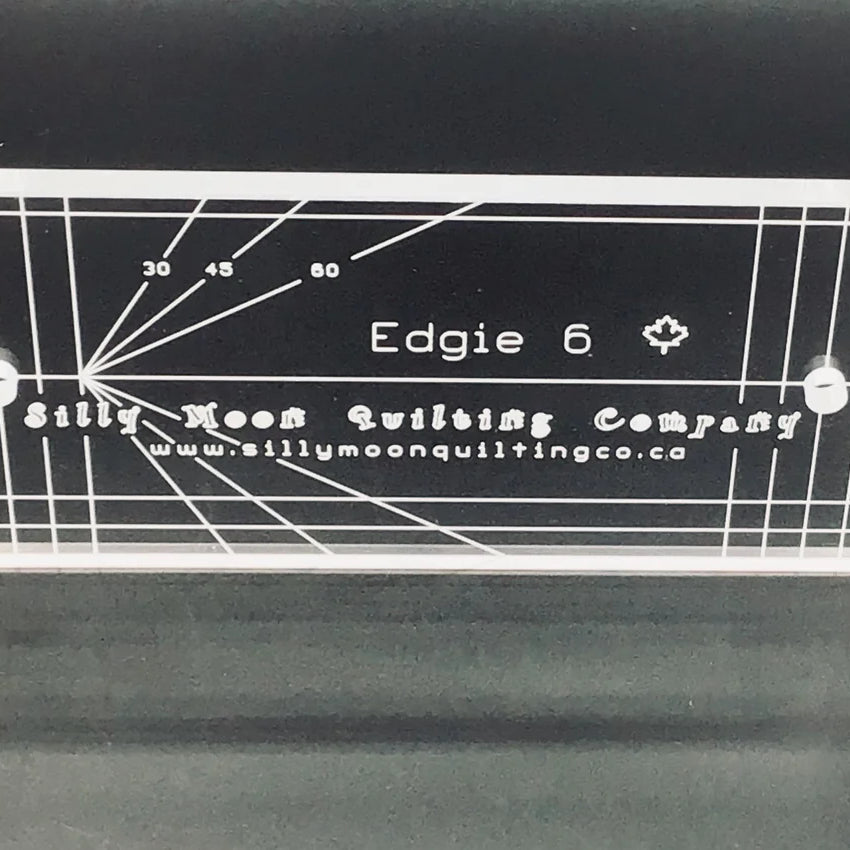 30 45 60
Edgie 6
Silly Moon Quilting Company
www.sillymoonquiltingco.ca